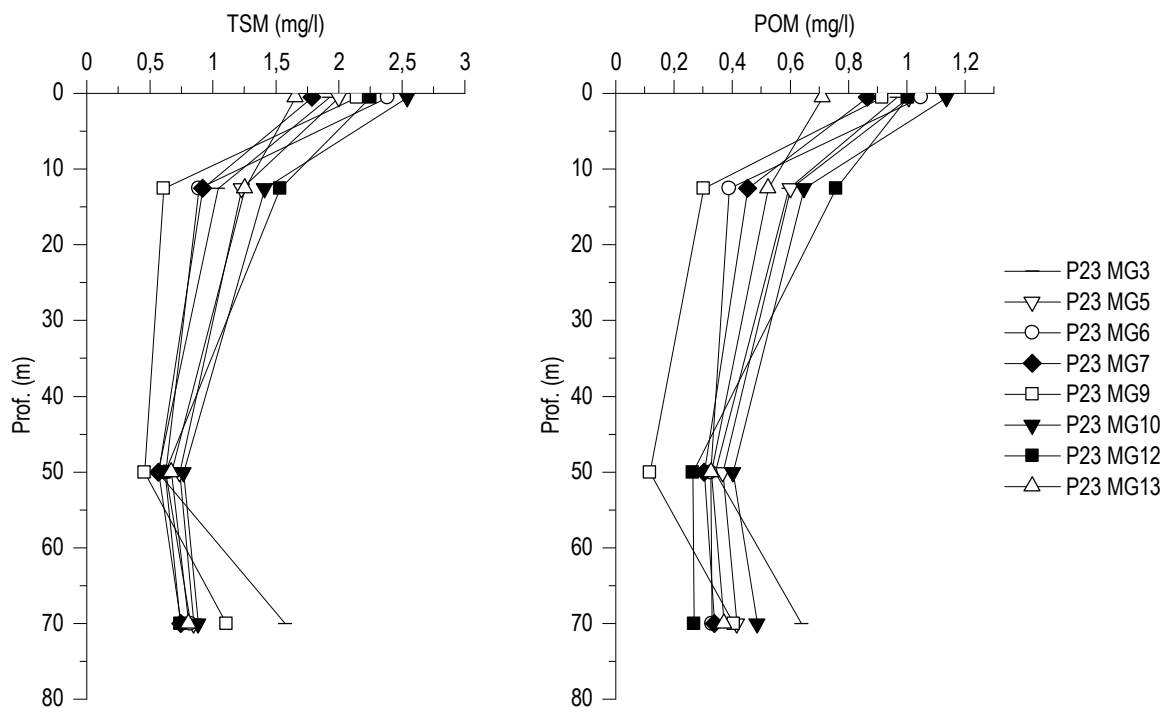 TSM (mg/l)
0 0,5 1 1,5 2 2,5 3
0
10
20
30
40
50
60
70
80
Prof. (m)
POM (mg/l)
0 0,2 0,4 0,6 0,8 1 1,2
0
10
20
30
40
50
60
70
80
Prof. (m)
P23 MG3
P23 MG5
P23 MG6
P23 MG7
P23 MG9
P23 MG10
P23 MG12
P23 MG13